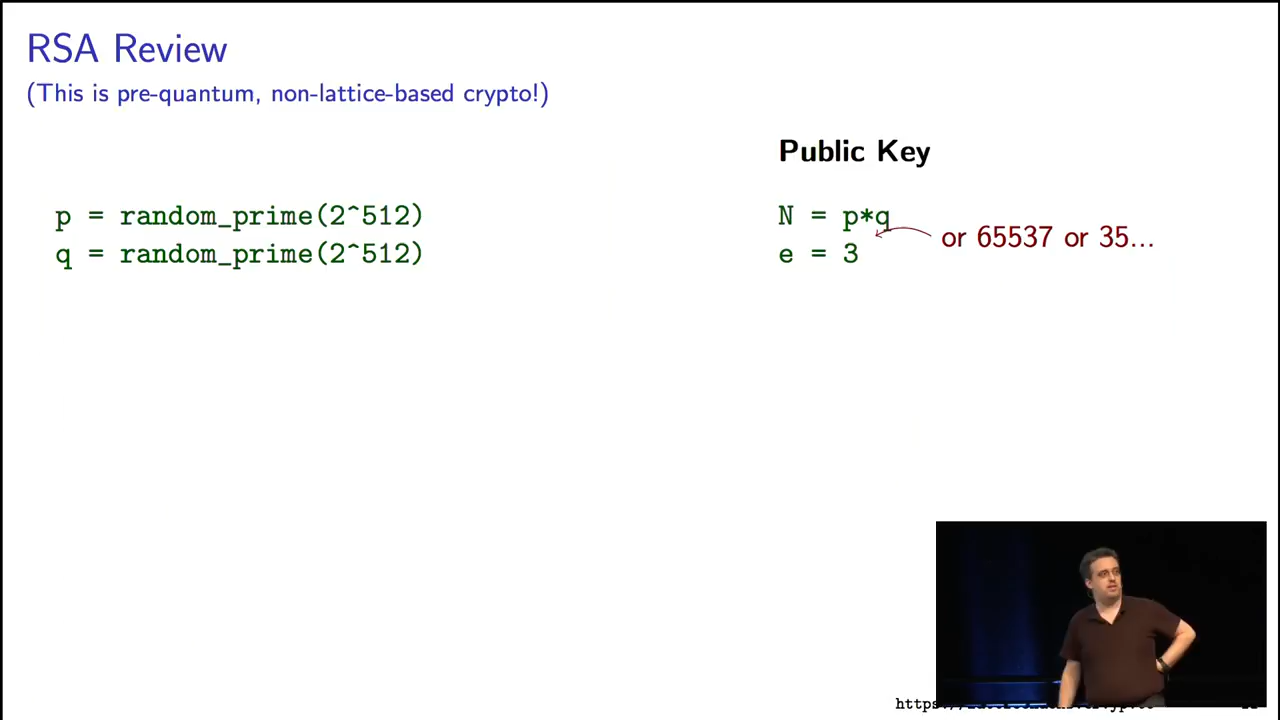 RSA Review
(This is pre-quantum, non-lattice-based crypto!)
Public Key
p = random_prime(2^512)
q = random_prime(2^512)
N = p*q
e = 3
or 65537 or 35...